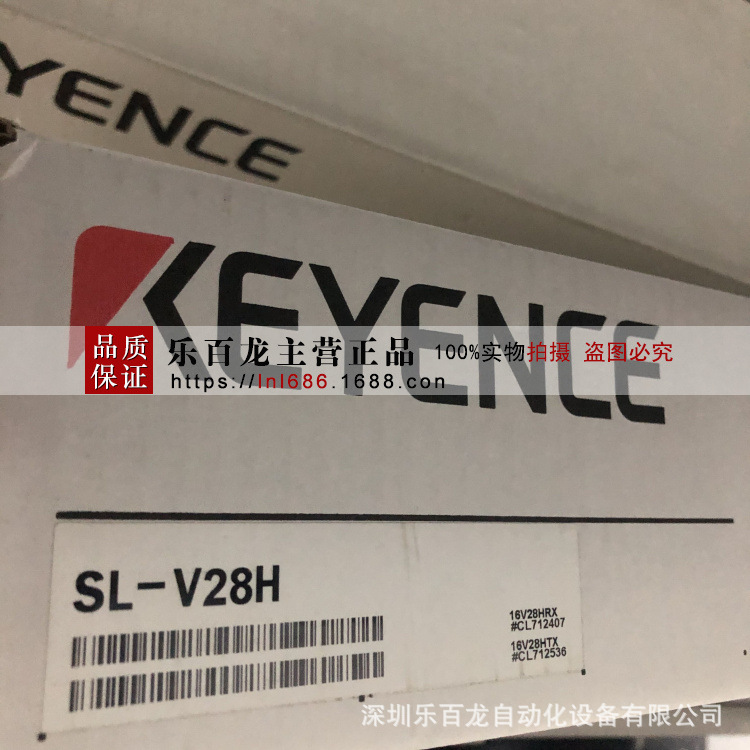 YENCE
KEYENCE
品质保证
乐百龙主营正品 100%实物拍摄 盗图必究
https://lnl686.1688.com
SL-V28H
16V28HRX
#CL712407
16V28HTX
#CL712536
深圳乐百龙自动化设备有限公司